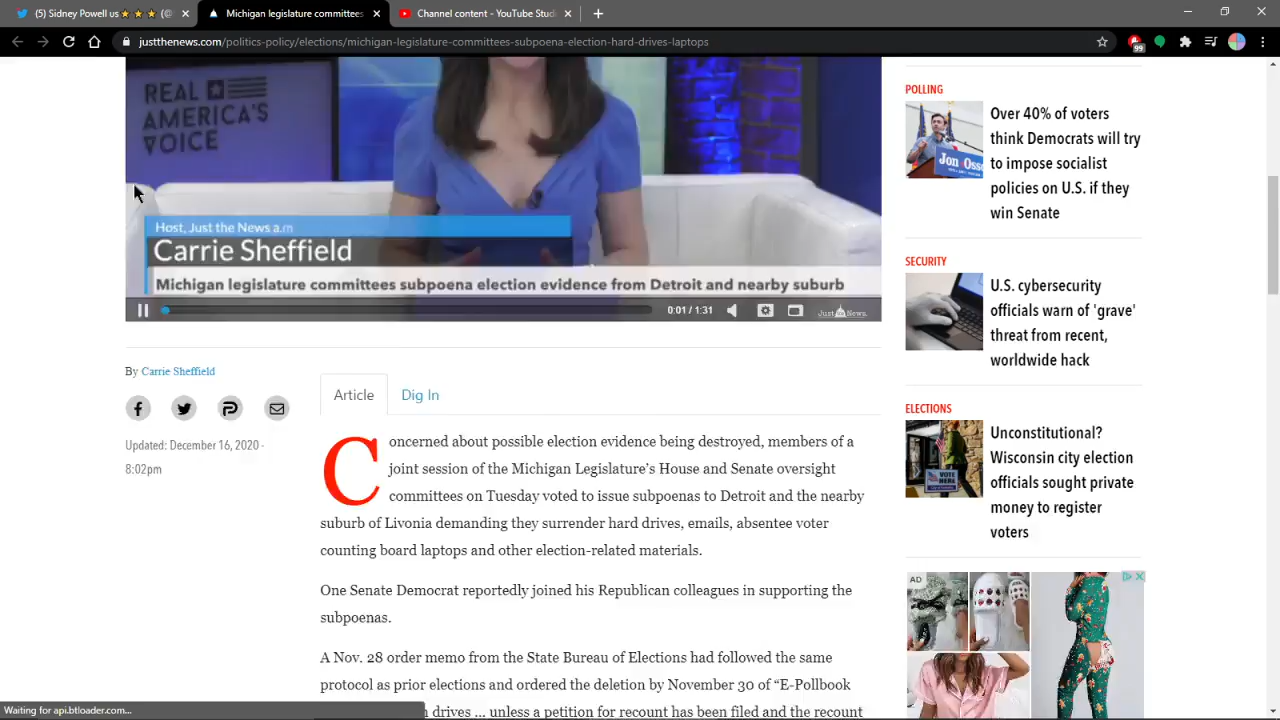 (5) Sidney Powell us ⭐ ⭐ ⭐ (@
Michigan legislature committees
Channel content - YouTube Studi
justthenews.com/politics-policy/elections/michigan-legislature-committees-subpoena-election-hard-drives-laptops
99
REAL
AMERICA'S
VOICE
Host, Just the News a.m
Carrie Sheffield
Michigan legislature committees subpoena election evidence from Detroit and nearby suburb
0:01 / 1:31
Just the News.
By Carrie Sheffield
Updated: December 16, 2020 -
8:02pm
Article
Dig In
Concerned about possible election evidence being destroyed, members of a
joint session of the Michigan Legislature's House and Senate oversight
committees on Tuesday voted to issue subpoenas to Detroit and the nearby
suburb of Livonia demanding they surrender hard drives, emails, absentee voter
counting board laptops and other election-related materials.
One Senate Democrat reportedly joined his Republican colleagues in supporting the
subpoenas.
A Nov. 28 order memo from the State Bureau of Elections had followed the same
protocol as prior elections and ordered the deletion by November 30 of “E-Pollbook
drives ... unless a petition for recount has been filed and the recount
Waiting for api.btloader.com...
POLLING
Jon Oss
Over 40% of voters
think Democrats will try
to impose socialist
policies on U.S. if they
win Senate
SECURITY
U.S. cybersecurity
officials warn of 'grave'
threat from recent,
worldwide hack
ELECTIONS
VOTE
HERE
Unconstitutional?
Wisconsin city election
officials sought private
money to register
voters
AD